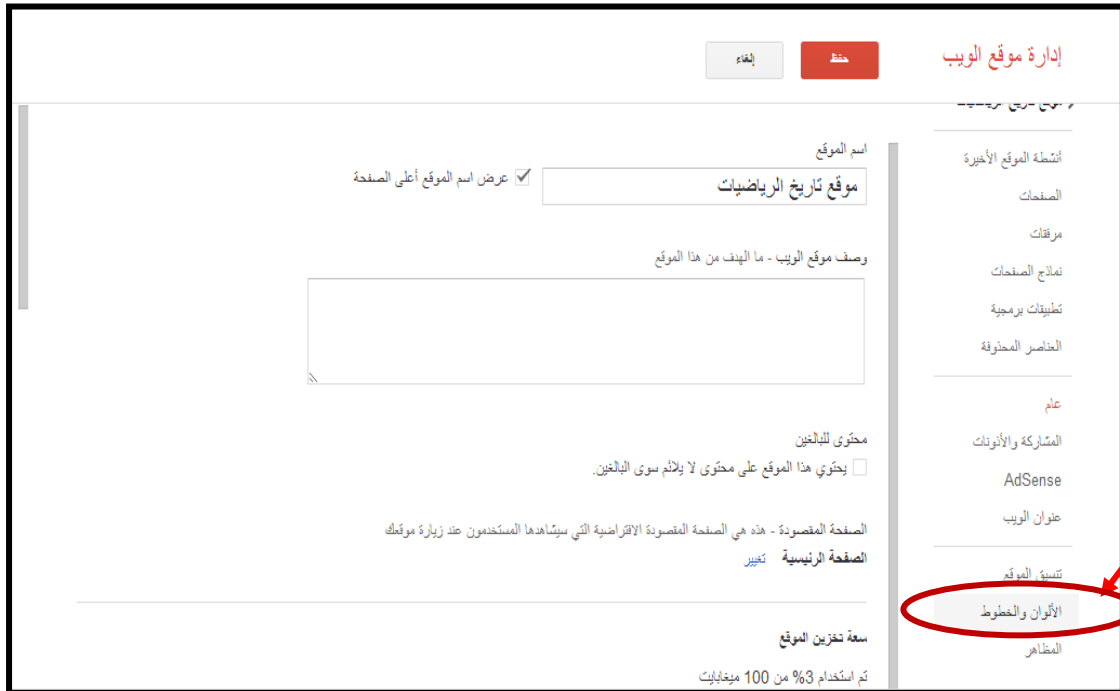 إدارة موقع الويب
حفظ
إلغاء
موقع تاريخ الرياضيات
أنشطة الموقع الأخيرة
الصفحات
مرفقات
نماذج الصفحات
تطبيقات برمجية
العناصر المحذوفة
عام
المشاركة والأذونات
AdSense
عنوان الويب
تنسيق الموقع
الألوان والخطوط
المظاهر
اسم الموقع
موقع تاريخ الرياضيات
عرض اسم الموقع أعلى الصفحة
وصف موقع الويب - ما الهدف من هذا الموقع
محتوى للبالغين
يحتوي هذا الموقع على محتوى لا يلائم سوى البالغين.
الصفحة المقصودة - هذه هي الصفحة المقصودة الافتراضية التي سيشاهدها المستخدمون عند زيارة موقعك
الصفحة الرئيسية تغيير
سعة تخزين الموقع
تم استخدام 3% من 100 ميغابايت